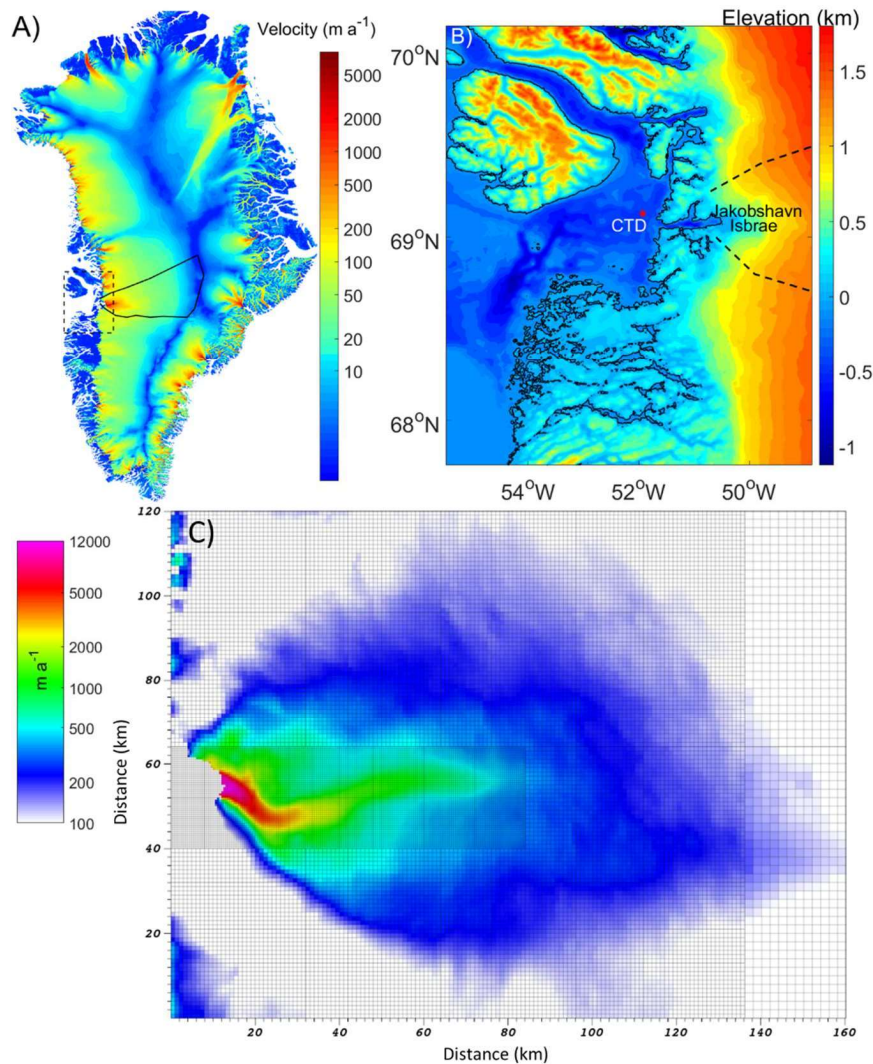 A)
Velocity (m a⁻¹)
5000
2000
1000
500
200
100
50
20
10
B)
Elevation (km)
70°N
69°N
68°N
54°W
52°W
50°W
CTD
Jakobshavn
Isbrae
1.5
1
0.5
0
-0.5
-1
C)
12000
5000
2000
1000
500
200
100
m a⁻¹
Distance (km)
120
100
80
60
40
20
20
40
60
80
100
120
140
160
Distance (km)